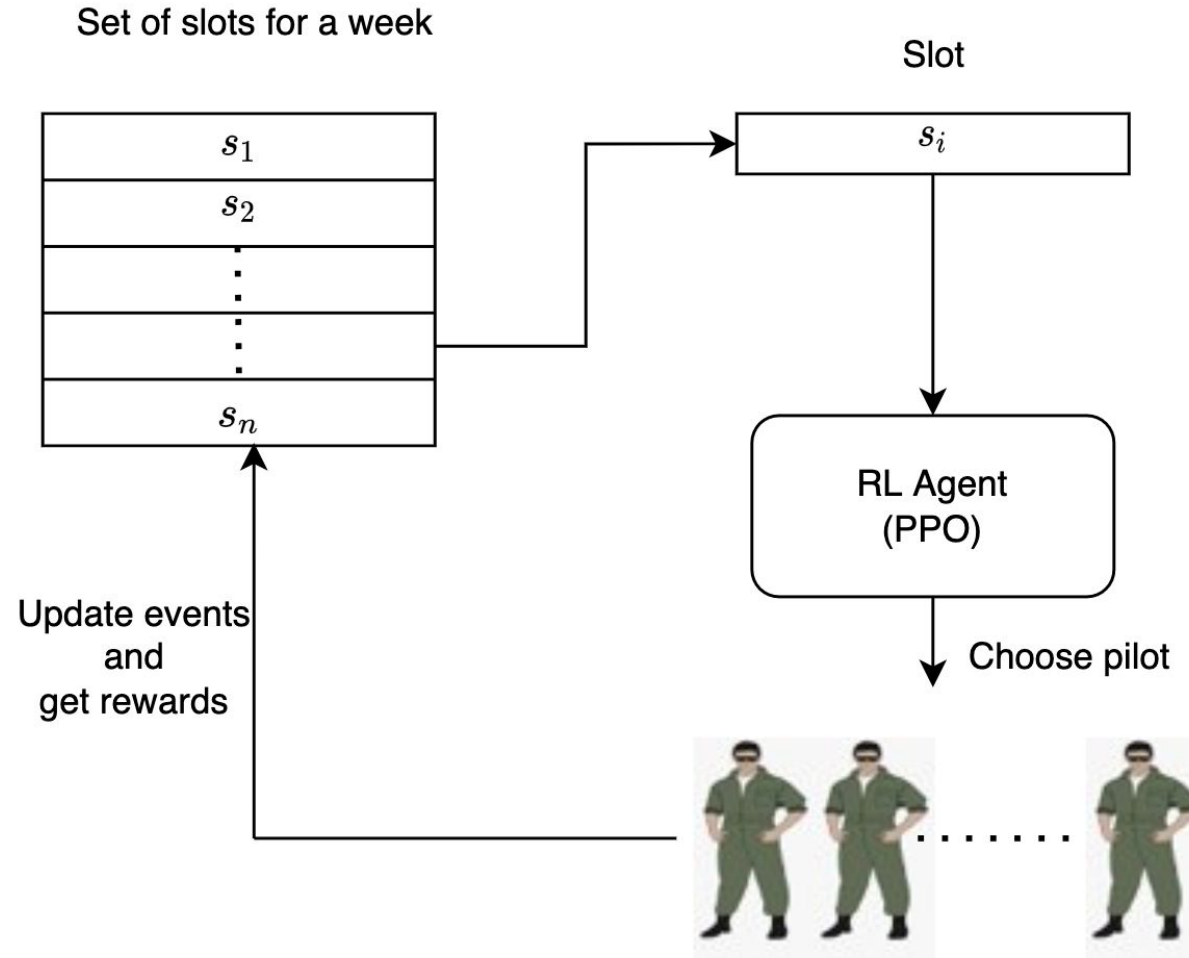 Set of slots for a week
Slot
s1
s2
sn
si
RL Agent
(PPO)
Choose pilot
Update events
and
get rewards